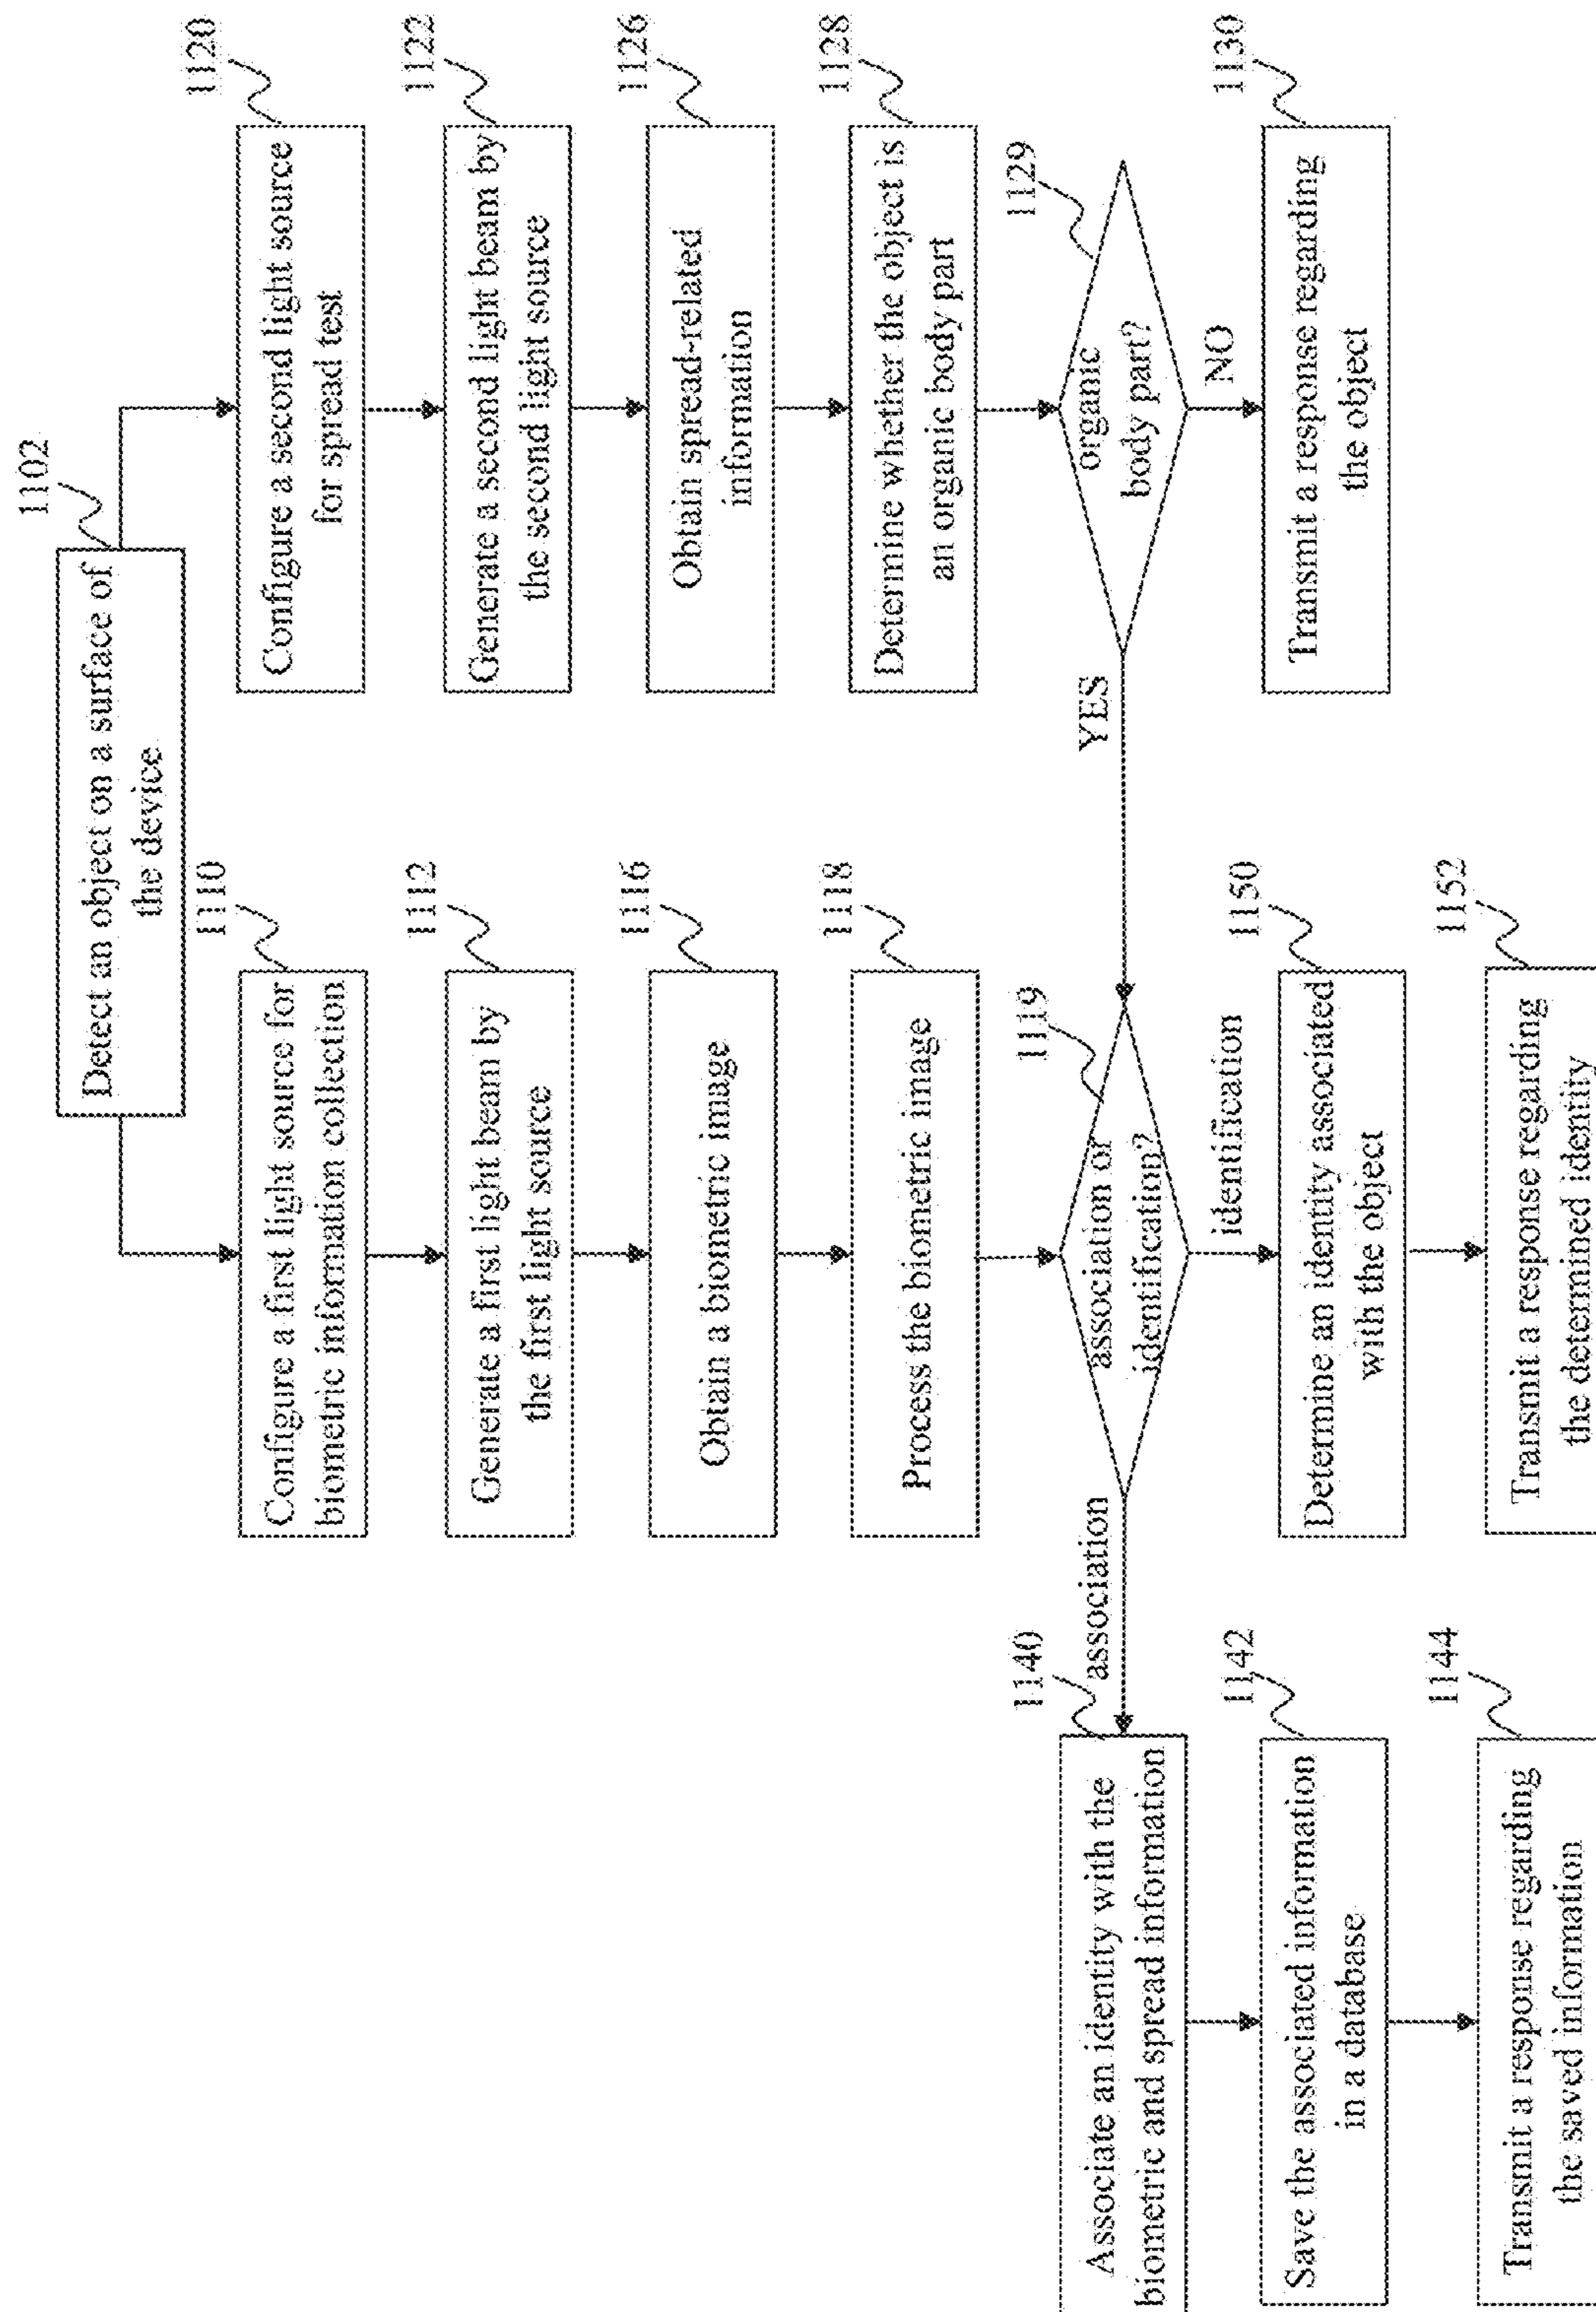 1102
Detect an object on a surface of
the device
1110
Configure a first light source for
biometric information collection
1120
Configure a second light source
for spread test
1112
Generate a first light beam by
the first light source
1122
Generate a second light beam by
the second light source
1116
Obtain a biometric image
1126
Obtain spread-related
information
1118
Process the biometric image
1128
Determine whether the object is
an organic body part
1140
Associate an identity with the
biometric and spread information
association
1119
association or
identification?
YES
1129
organic
body part?
1142
Save the associated information
in a database
identification
1150
Determine an identity associated
with the object
NO
1130
Transmit a response regarding
the object
1144
Transmit a response regarding
the saved information
1152
Transmit a response regarding
the determined identity